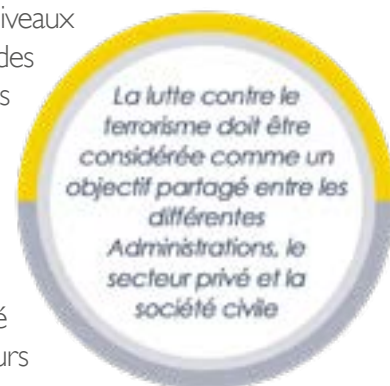 iveaux
des
s
La lutte contre le
terrorisme doit être
considérée comme un
objectif partagé entre les
différentes
Administrations, le
secteur privé et la
société civile
é
urs